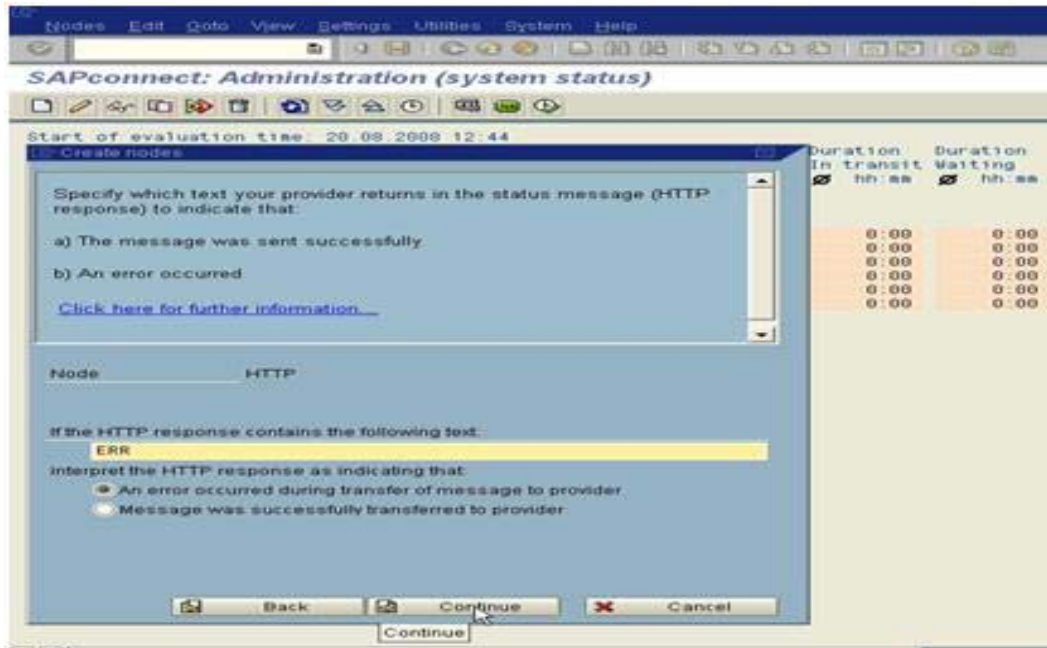 Nodes Edit Goto View Settings Utilities System Help
SAPconnect: Administration (system status)
Start of evaluation time: 20.08.2008 12:44
Create nodes
Duration Duration
In transit Waiting
Ø hh:mm Ø hh:mm
Specify which text your provider returns in the status message (HTTP
response) to indicate that:
a) The message was sent successfully
b) An error occurred
Click here for further information...
0:00 0:00
0:00 0:00
0:00 0:00
0:00 0:00
0:00 0:00
0:00 0:00
Node HTTP
If the HTTP response contains the following text:
ERR
Interpret the HTTP response as indicating that:
An error occurred during transfer of message to provider
Message was successfully transferred to provider
Back Continue Cancel
Continue